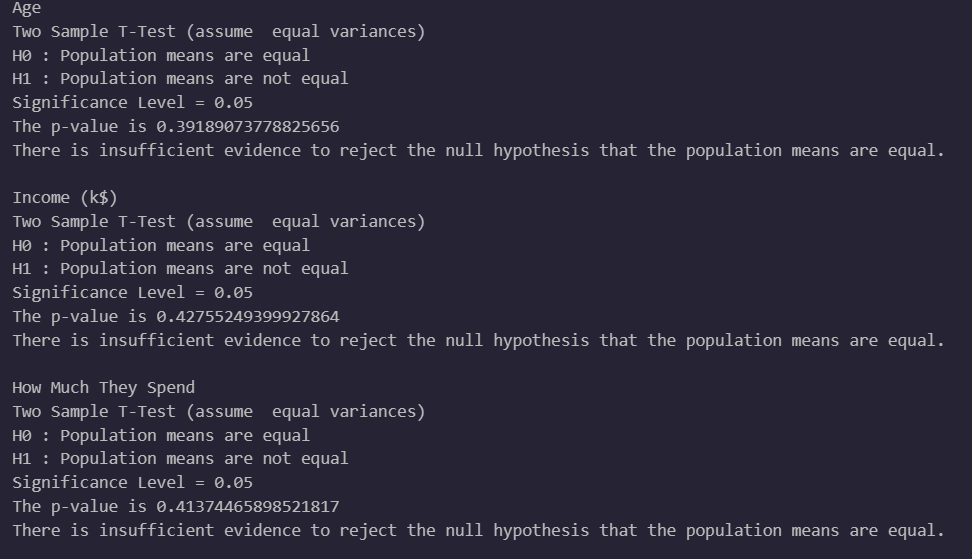 Age
Two Sample T-Test (assume  equal variances)
H0 : Population means are equal
H1 : Population means are not equal
Significance Level = 0.05
The p-value is 0.39189073778825656
There is insufficient evidence to reject the null hypothesis that the population means are equal.

Income (k$)
Two Sample T-Test (assume  equal variances)
H0 : Population means are equal
H1 : Population means are not equal
Significance Level = 0.05
The p-value is 0.42755249399927864
There is insufficient evidence to reject the null hypothesis that the population means are equal.

How Much They Spend
Two Sample T-Test (assume  equal variances)
H0 : Population means are equal
H1 : Population means are not equal
Significance Level = 0.05
The p-value is 0.41374465898521817
There is insufficient evidence to reject the null hypothesis that the population means are equal.